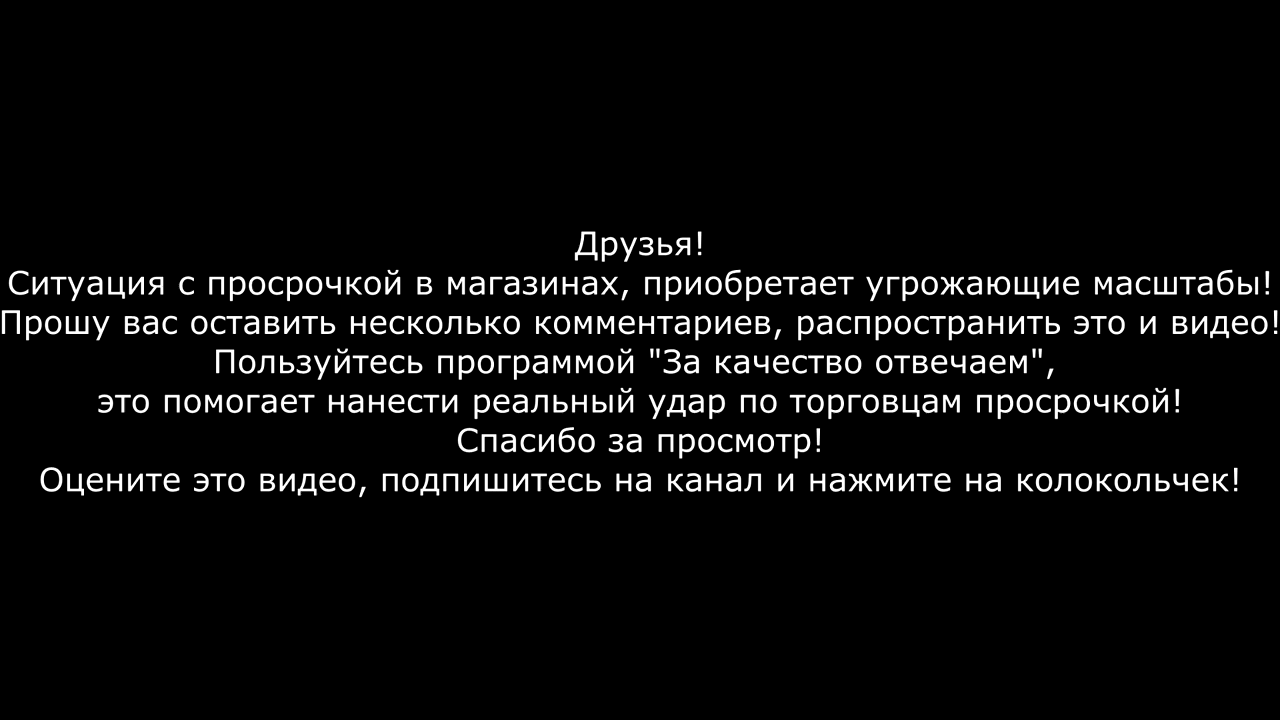 Друзья!
Ситуация с просрочкой в магазинах, приобретает угрожающие масштабы!
Прошу вас оставить несколько комментариев, распространить это и видео!
Пользуйтесь программой "За качество отвечаем",
это помогает нанести реальный удар по торговцам просрочкой!
Спасибо за просмотр!
Оцените это видео, подпишитесь на канал и нажмите на колокольчек!